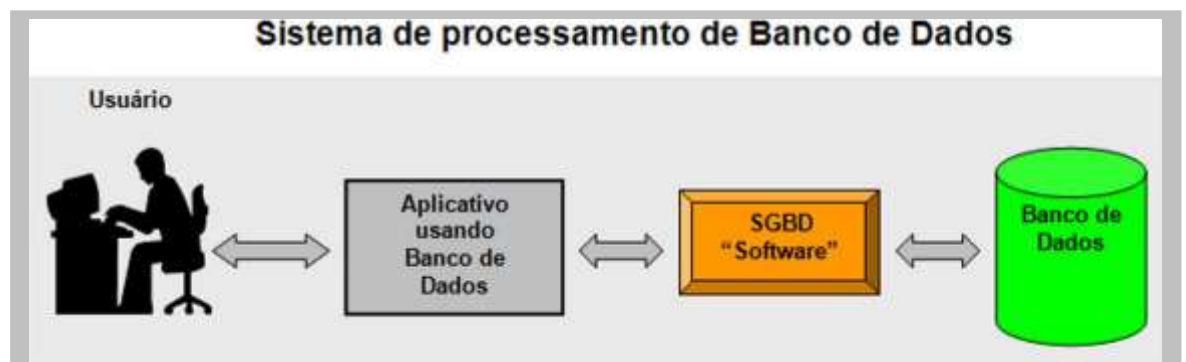 Sistema de processamento de Banco de Dados
Usuário
Aplicativo
usando
Banco de
Dados
SGBD
“Software”
Banco de
Dados